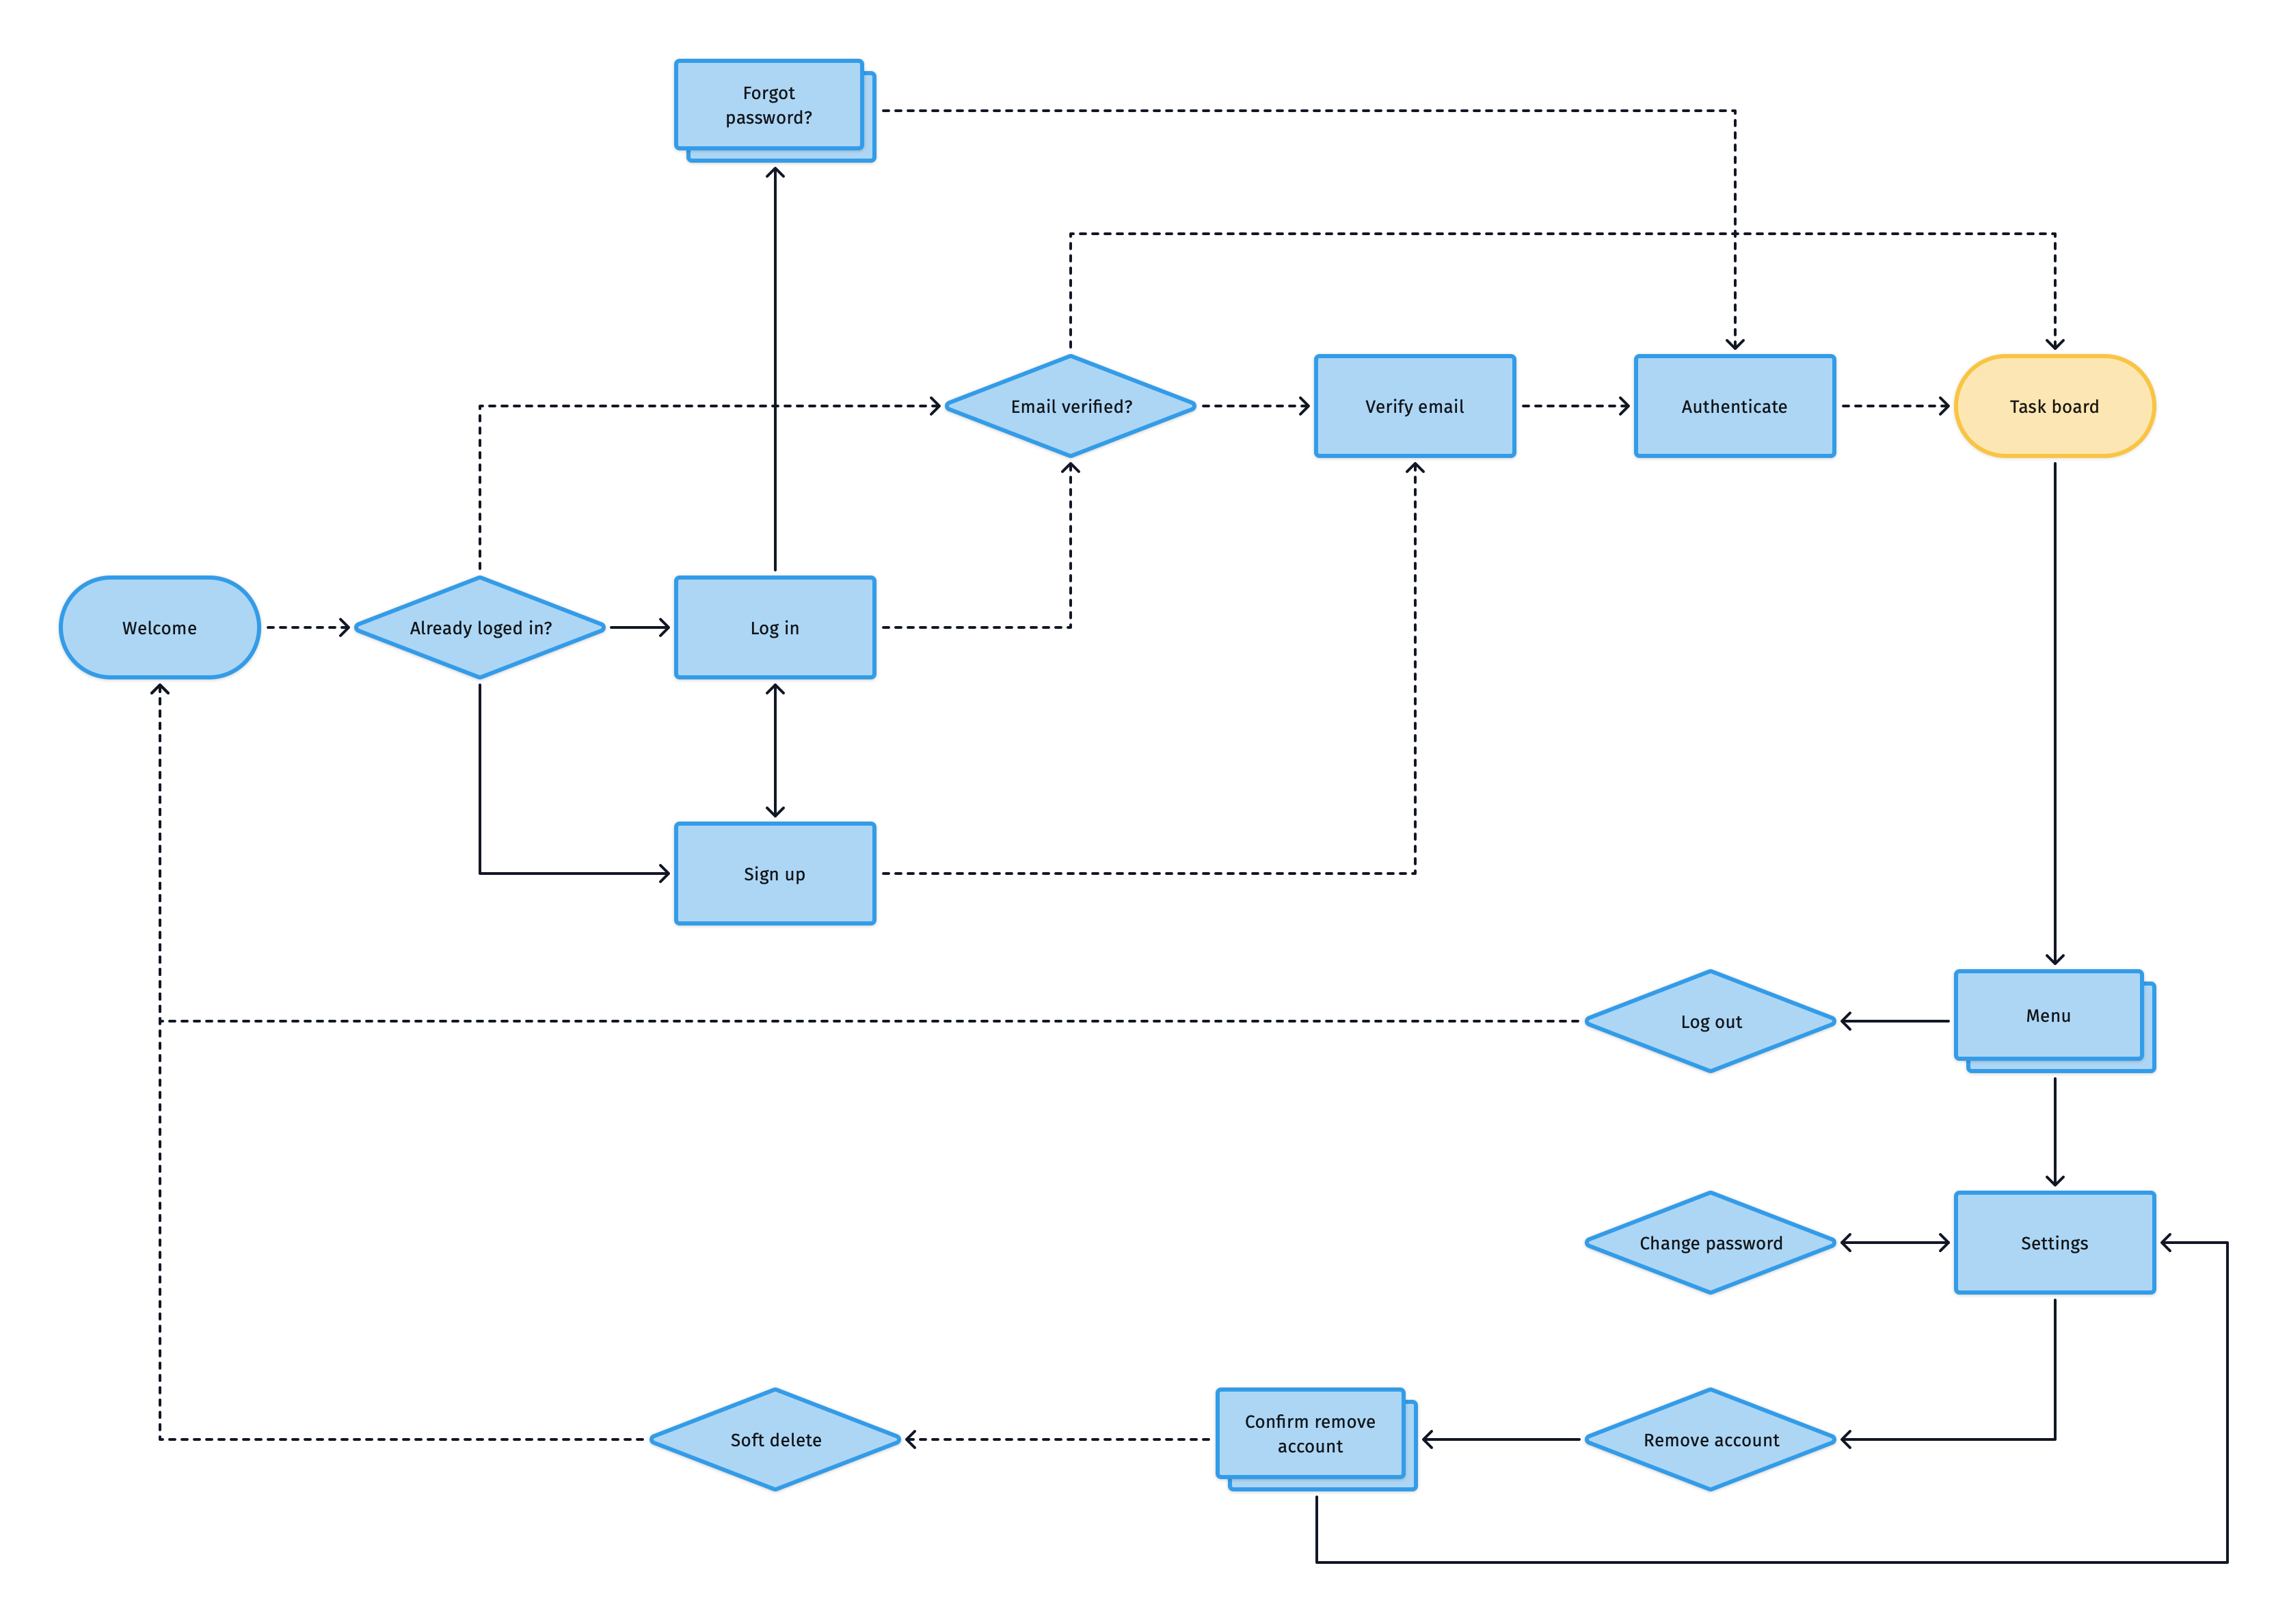 Forgot
password?
Email verified?
Verify email
Authenticate
Task board
Welcome
Already loged in?
Log in
Sign up
Log out
Menu
Change password
Settings
Soft delete
Confirm remove
account
Remove account